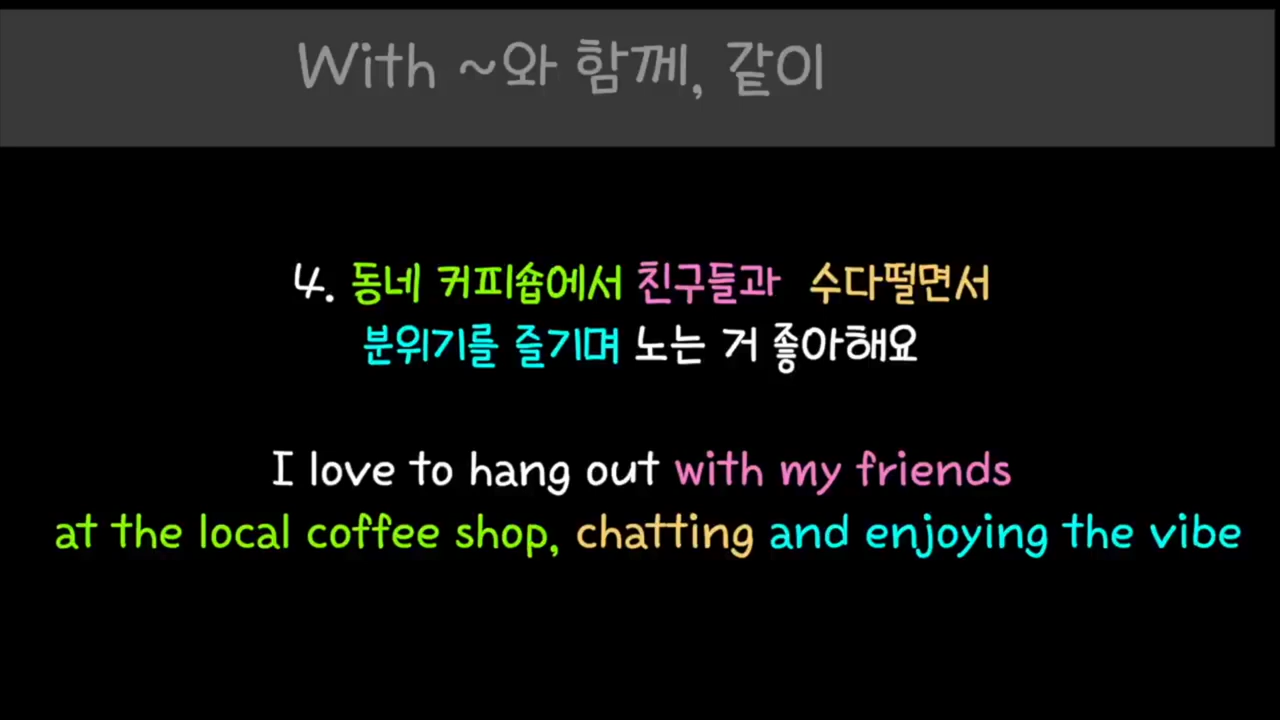 With ~와 함께, 같이
4. 동네 커피숍에서 친구들과 수다떨면서
분위기를 즐기며 노는 거 좋아해요
I love to hang out with my friends
at the local coffee shop, chatting and enjoying the vibe